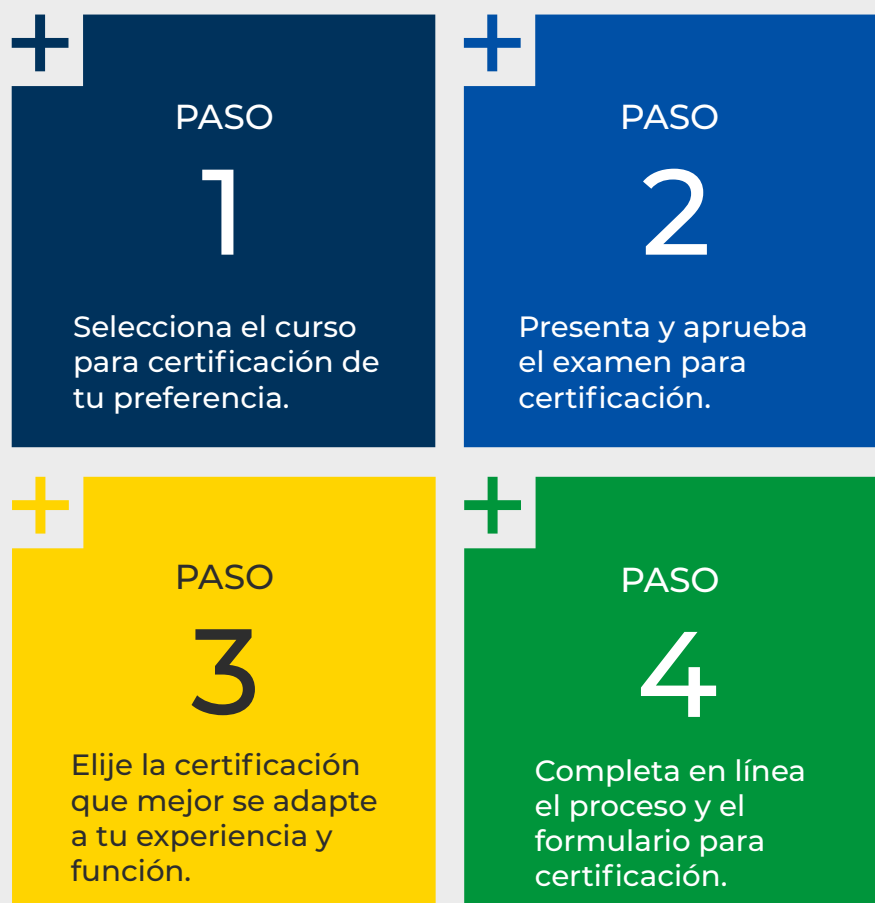 PASO
1
Selecciona el curso
para certificación de
tu preferencia.
PASO
2
Presenta y aprueba
el examen para
certificación.
PASO
3
Elije la certificación
que mejor se adapte
a tu experiencia y
función.
PASO
4
Completa en línea
el proceso y el
formulario para
certificación.